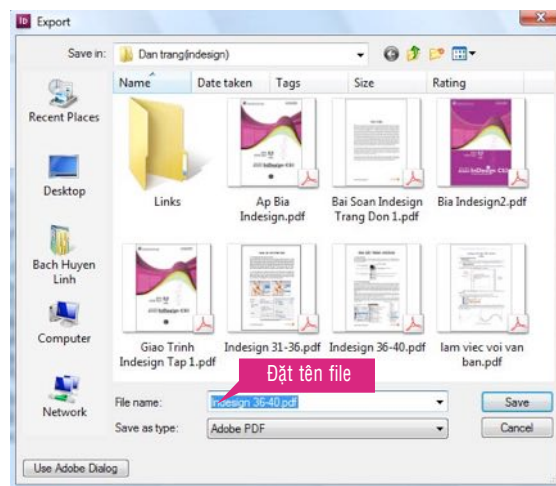 Export
Save in:
Dan trang(indesign)
Name
Date taken
Tags
Size
Rating
Recent Places
Desktop
Bach Huyen
Linh
Computer
Network
Links
Ap Bia
Indesign.pdf
Bai Soan Indesign
Trang Don 1.pdf
Bia Indesign2.pdf
Giao Trinh
Indesign Tap 1.pdf
Indesign 31-36.pdf
Indesign 36-40.pdf
lam viec voi van
ban.pdf
Đặt tên file
File name:
Indesign 36-40.pdf
Save
Save as type:
Adobe PDF
Cancel
Use Adobe Dialog